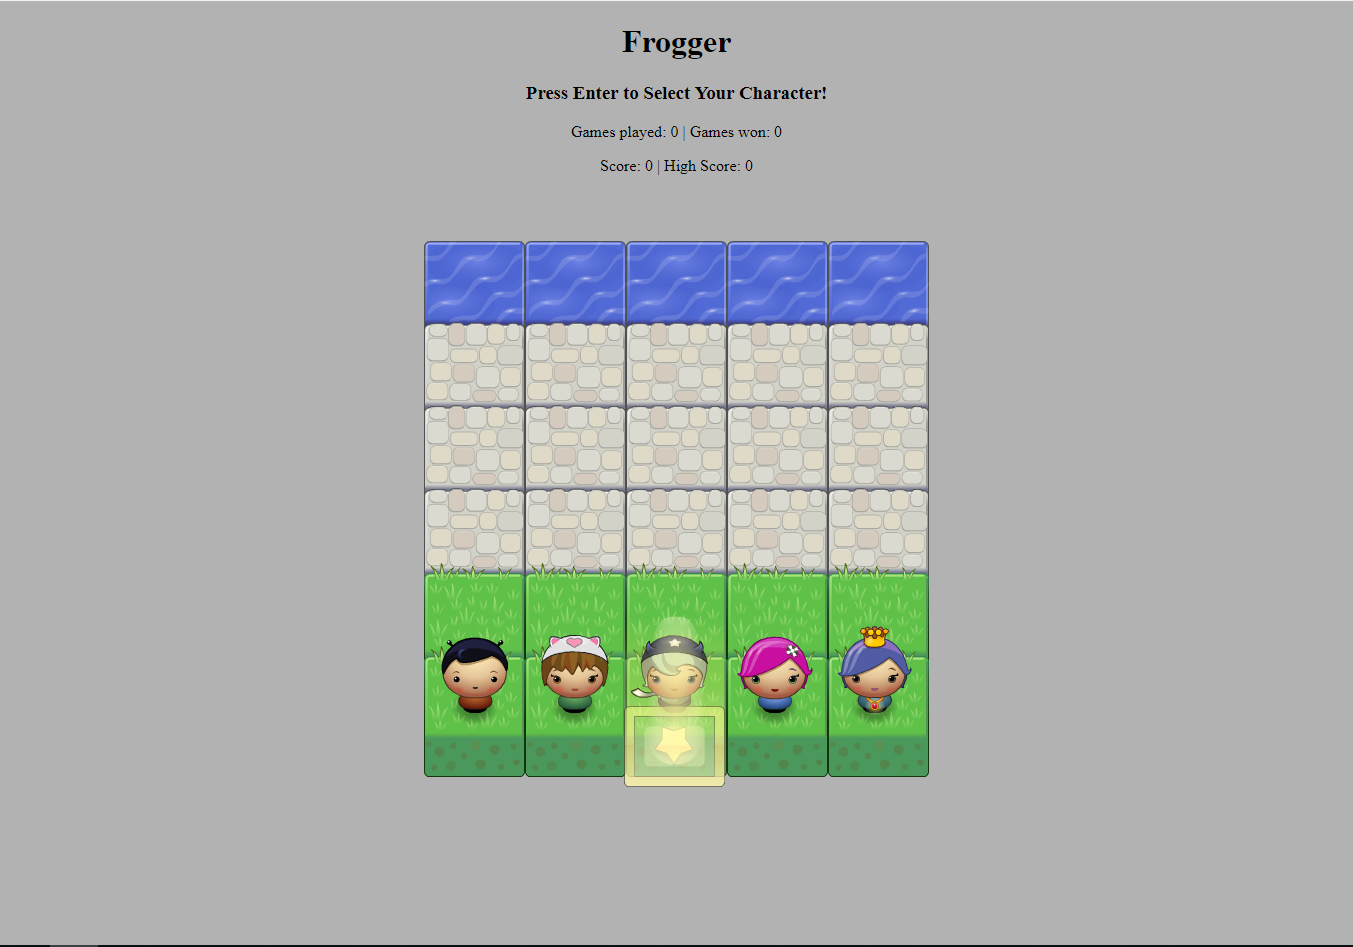 Frogger
Press Enter to Select Your Character!
Games played: 0 | Games won: 0
Score: 0 | High Score: 0